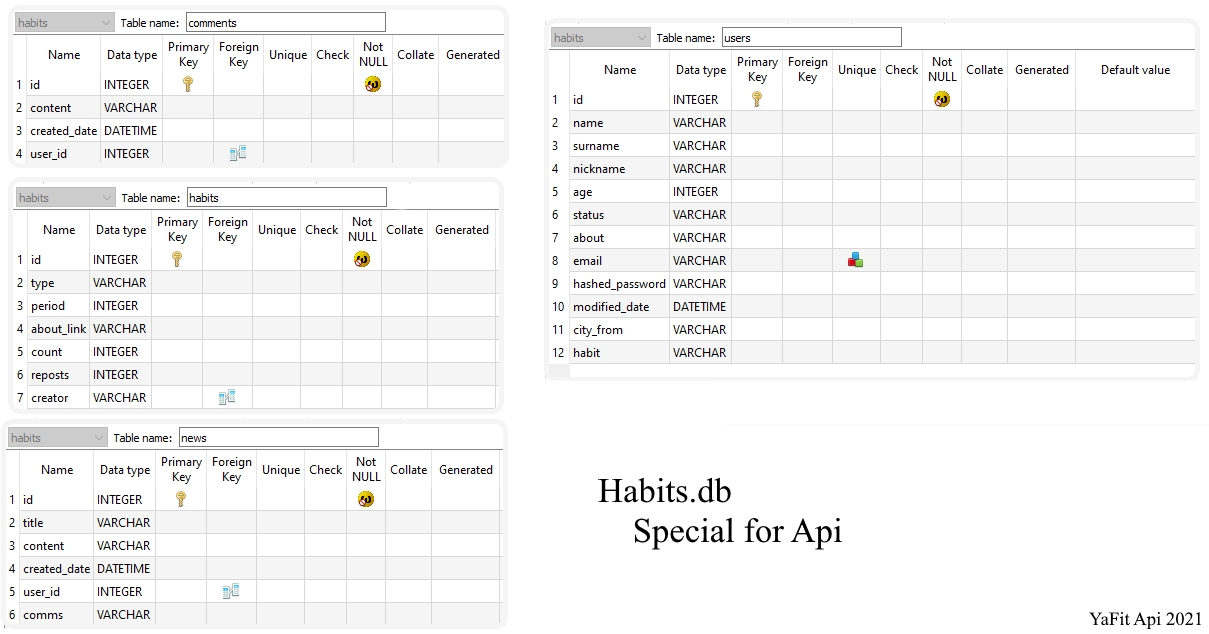 habits Table name: comments
Name Data type Primary Key Foreign Key Unique Check Not NULL Collate Generated
1 id INTEGER
2 content VARCHAR
3 created_date DATETIME
4 user_id INTEGER
habits Table name: habits
Name Data type Primary Key Foreign Key Unique Check Not NULL Collate Generated
1 id INTEGER
2 type VARCHAR
3 period INTEGER
4 about_link VARCHAR
5 count INTEGER
6 reposts INTEGER
7 creator VARCHAR
habits Table name: news
Name Data type Primary Key Foreign Key Unique Check Not NULL Collate Generated
1 id INTEGER
2 title VARCHAR
3 content VARCHAR
4 created_date DATETIME
5 user_id INTEGER
6 comms VARCHAR
habits Table name: users
Name Data type Primary Key Foreign Key Unique Check Not NULL Collate Generated Default value
1 id INTEGER
2 name VARCHAR
3 surname VARCHAR
4 nickname VARCHAR
5 age INTEGER
6 status VARCHAR
7 about VARCHAR
8 email VARCHAR
9 hashed_password VARCHAR
10 modified_date DATETIME
11 city_from VARCHAR
12 habit VARCHAR
Habits.db
Special for Api
YaFit Api 2021